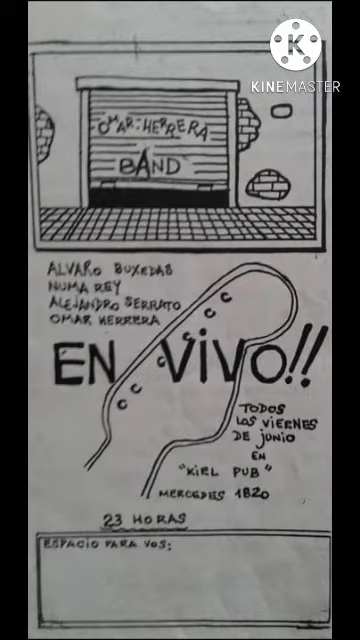 K
KINEMASTER
OMAR-HERRERA
BAND
ALVARO BUXEDAS
NUMA REY
ALEJANDRO SERRATO
OMAR HERRERA
EN VIVO!!
TODOS
LOS VIERNES
DE JUNIO
EN
"KIEL PUB"
MERCEDES 1820
23 HORAS
ESPACIO PARA VOS: